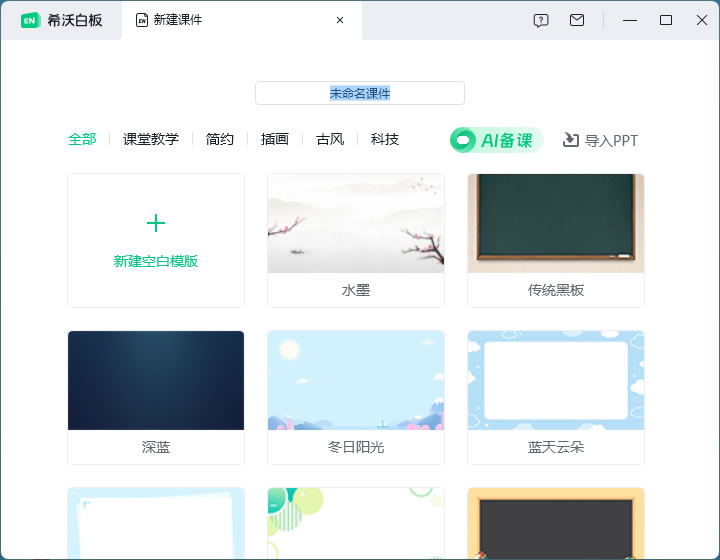 EN 希沃白板
EN 新建课件
未命名课件
全部 课堂教学 简约 插画 古风 科技
AI备课 导入PPT
新建空白模版
水墨
传统黑板
深蓝
冬日阳光
蓝天云朵